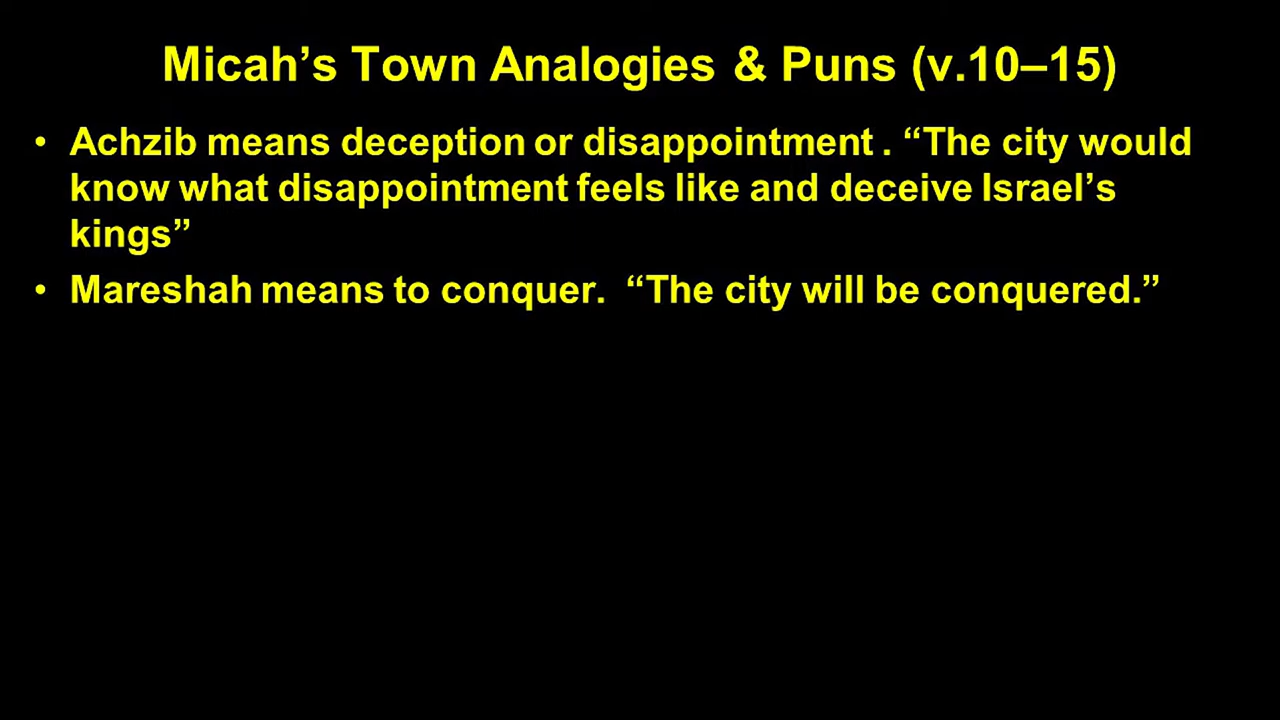 Micah’s Town Analogies & Puns (v.10–15)
• Achzib means deception or disappointment . “The city would
know what disappointment feels like and deceive Israel’s
kings”
• Mareshah means to conquer.  “The city will be conquered.”